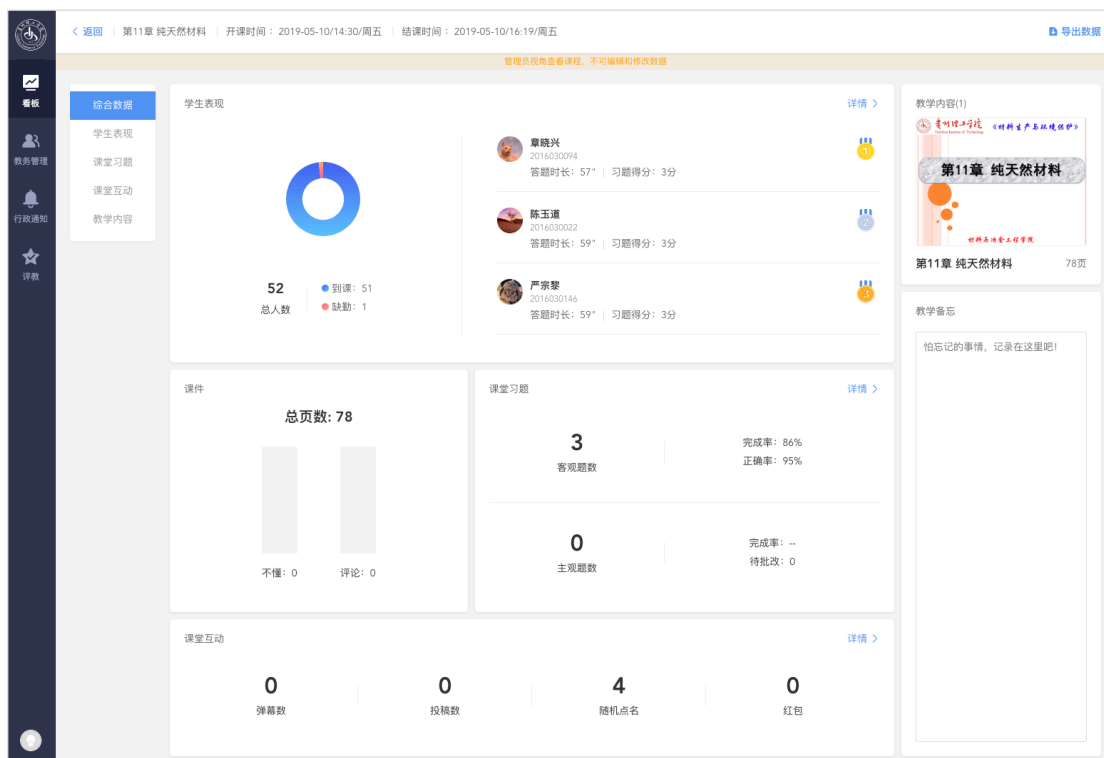 返回 第11章 纯天然材料 开课时间： 2019-05-10/14:30/周五 结课时间： 2019-05-10/16:19/周五 导出数据
管理员视角查看课程，不可编辑和修改数据
看板
教务管理
行政通知
评教
综合数据
学生表现
课堂习题
课堂互动
教学内容
学生表现 详情
52
总人数
到课： 51
缺勤： 1
章晓兴
2016030094
答题时长： 57" 习题得分： 3分
1
陈玉道
2016030022
答题时长： 59" 习题得分： 3分
2
严宗黎
2016030146
答题时长： 59" 习题得分： 3分
3
课件
总页数: 78
不懂： 0 评论： 0
课堂习题 详情
3
客观题数
完成率： 86%
正确率： 95%
0
主观题数
完成率： --
待批改： 0
课堂互动 详情
0
弹幕数
0
投稿数
4
随机点名
0
红包
教学内容(1)
贵州理工学院 《材料生产与环境保护》
第11章 纯天然材料
材料与冶金工程学院
第11章 纯天然材料 78页
教学备忘
怕忘记的事情，记录在这里吧！